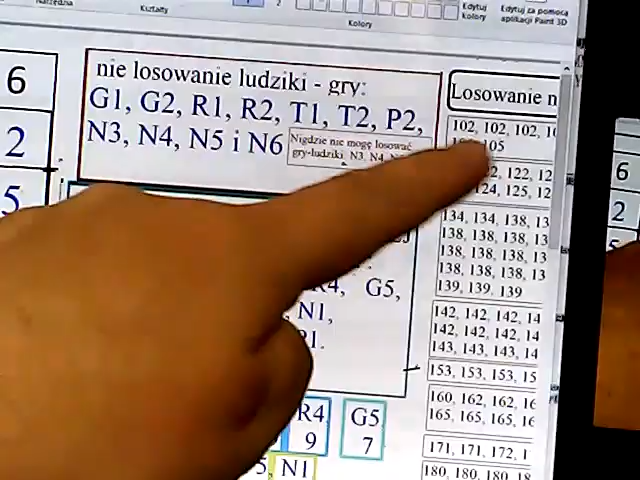 Narzędzia
Kształty
2
Kolory
Edytuj
kolory
Edytuj za pomocą
aplikacji Paint 3D
6
2
5
nie losowanie ludziki - gry:
G1, G2, R1, R2, T1, T2, P2,
N3, N4, N5 i N6
Nigdzie nie mogę losować
gry-ludziki, N3, N4,
R4, G5,
N1,
R4
9
G5
7
N1
Losowanie n
102, 102, 102, 10
105
122, 12
124, 125, 12
134, 134, 138, 13
138, 138, 138, 13
138, 138, 138, 13
138, 138, 138, 13
139, 139, 139
142, 142, 142, 14
142, 142, 142, 14
143, 143, 143, 14
153, 153, 153, 15
160, 162, 162, 16
165, 165, 165, 16
171, 171, 172, 1
180, 180, 180, 18
6
2